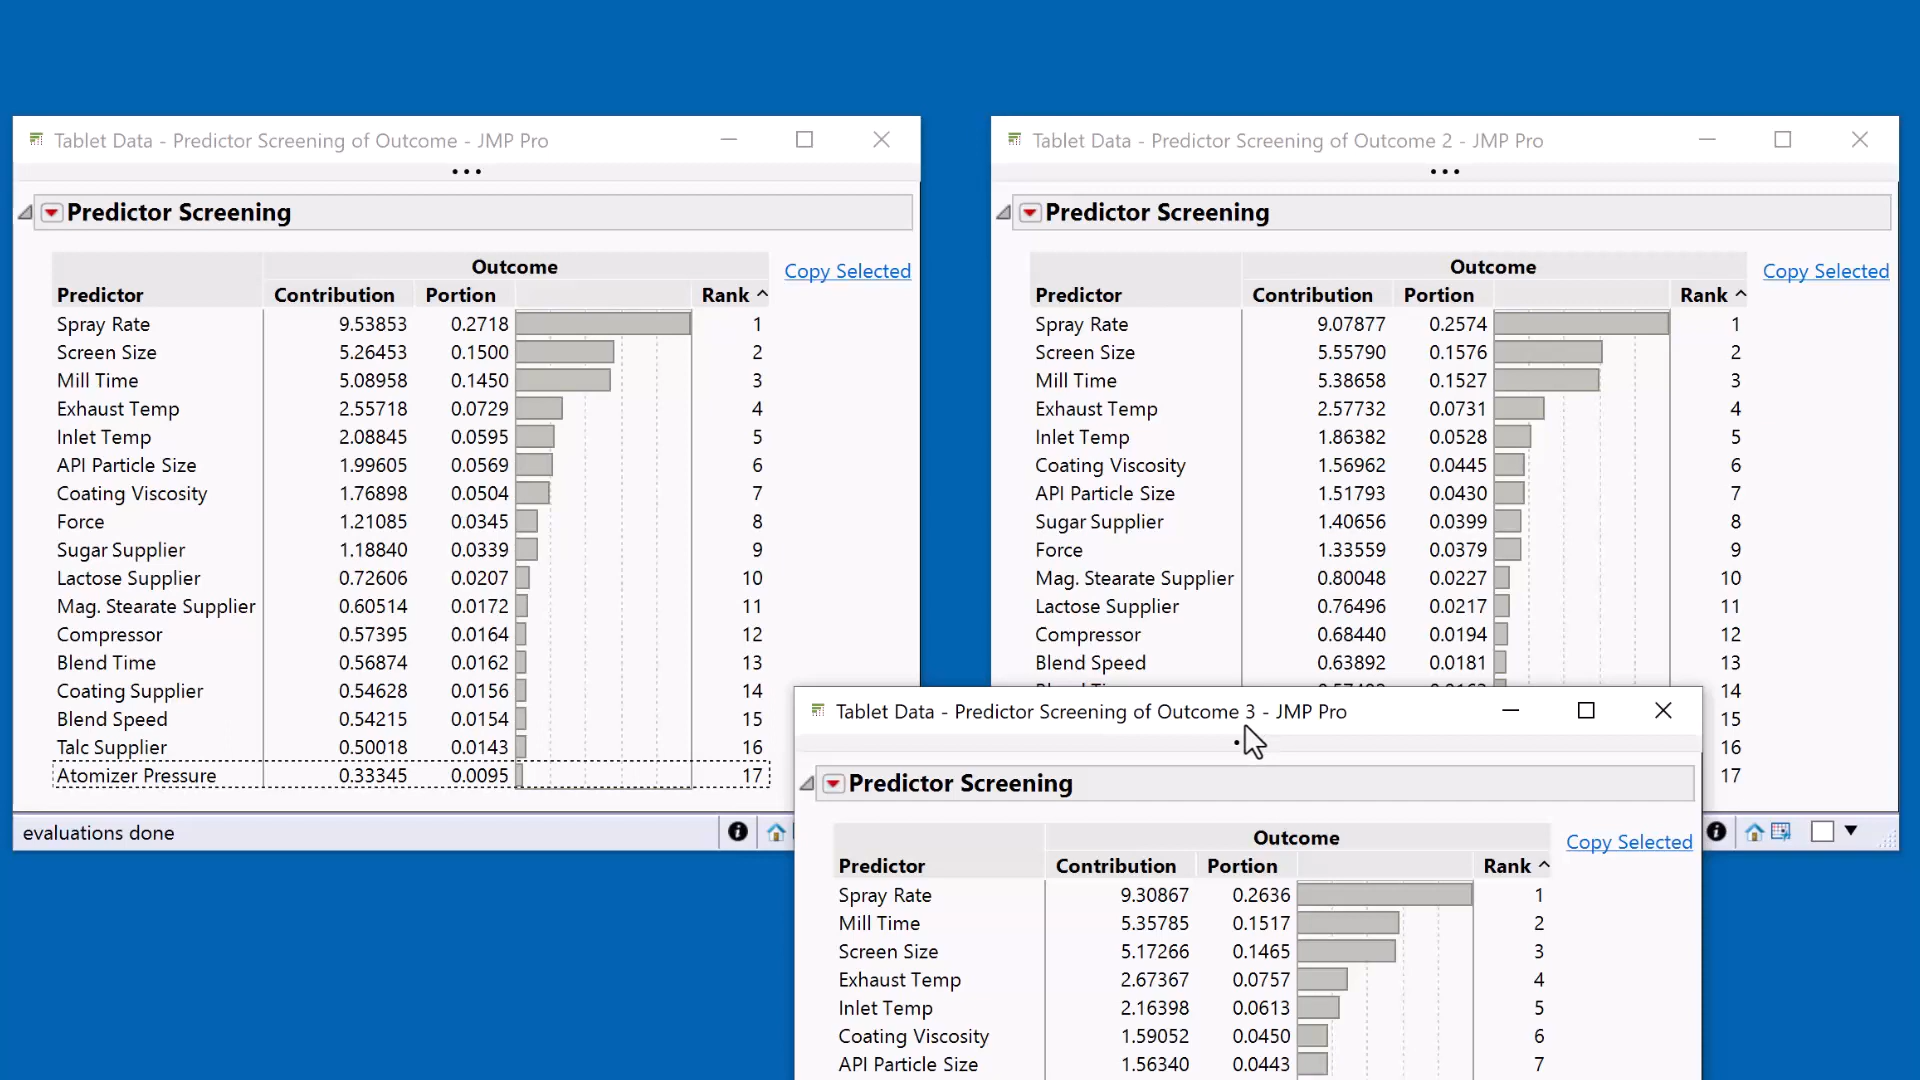 Tablet Data - Predictor Screening of Outcome - JMP Pro
Predictor Screening
Outcome
Copy Selected
Predictor Contribution Portion Rank
Spray Rate 9.53853 0.2718 1
Screen Size 5.26453 0.1500 2
Mill Time 5.08958 0.1450 3
Exhaust Temp 2.55718 0.0729 4
Inlet Temp 2.08845 0.0595 5
API Particle Size 1.99605 0.0569 6
Coating Viscosity 1.76898 0.0504 7
Force 1.21085 0.0345 8
Sugar Supplier 1.18840 0.0339 9
Lactose Supplier 0.72606 0.0207 10
Mag. Stearate Supplier 0.60514 0.0172 11
Compressor 0.57395 0.0164 12
Blend Time 0.56874 0.0162 13
Coating Supplier 0.54628 0.0156 14
Blend Speed 0.54215 0.0154 15
Talc Supplier 0.50018 0.0143 16
Atomizer Pressure 0.33345 0.0095 17
evaluations done
Tablet Data - Predictor Screening of Outcome 2 - JMP Pro
Predictor Screening
Outcome
Copy Selected
Predictor Contribution Portion Rank
Spray Rate 9.07877 0.2574 1
Screen Size 5.55790 0.1576 2
Mill Time 5.38658 0.1527 3
Exhaust Temp 2.57732 0.0731 4
Inlet Temp 1.86382 0.0528 5
Coating Viscosity 1.56962 0.0445 6
API Particle Size 1.51793 0.0430 7
Sugar Supplier 1.40656 0.0399 8
Force 1.33559 0.0379 9
Mag. Stearate Supplier 0.80048 0.0227 10
Lactose Supplier 0.76496 0.0217 11
Compressor 0.68440 0.0194 12
Blend Speed 0.63892 0.0181 13
14
15
16
17
Tablet Data - Predictor Screening of Outcome 3 - JMP Pro
Predictor Screening
Outcome
Copy Selected
Predictor Contribution Portion Rank
Spray Rate 9.30867 0.2636 1
Mill Time 5.35785 0.1517 2
Screen Size 5.17266 0.1465 3
Exhaust Temp 2.67367 0.0757 4
Inlet Temp 2.16398 0.0613 5
Coating Viscosity 1.59052 0.0450 6
API Particle Size 1.56340 0.0443 7